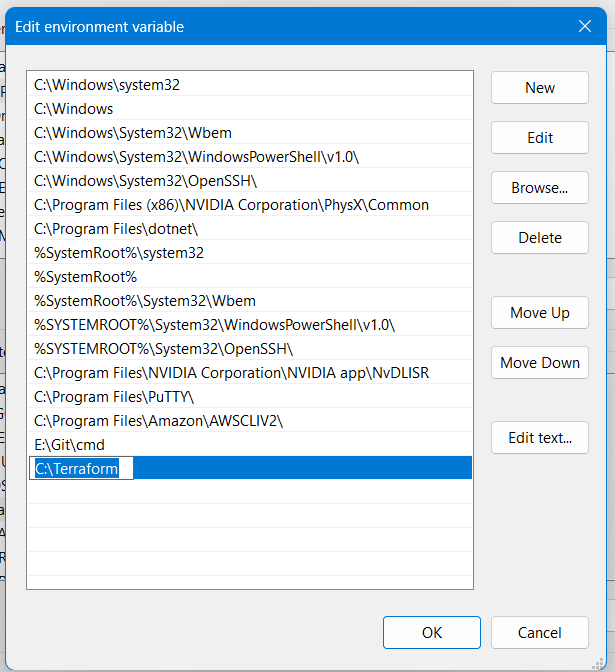 Edit environment variable
C:\Windows\system32
C:\Windows
C:\Windows\System32\Wbem
C:\Windows\System32\WindowsPowerShell\v1.0\
C:\Windows\System32\OpenSSH\
C:\Program Files (x86)\NVIDIA Corporation\PhysX\Common
C:\Program Files\dotnet\
%SystemRoot%\system32
%SystemRoot%
%SystemRoot%\System32\Wbem
%SYSTEMROOT%\System32\WindowsPowerShell\v1.0\
%SYSTEMROOT%\System32\OpenSSH\
C:\Program Files\NVIDIA Corporation\NVIDIA app\NvDLISR
C:\Program Files\PuTTY\
C:\Program Files\Amazon\AWSCLIV2\
E:\Git\cmd
C:\Terraform
New
Edit
Browse...
Delete
Move Up
Move Down
Edit text...
OK
Cancel